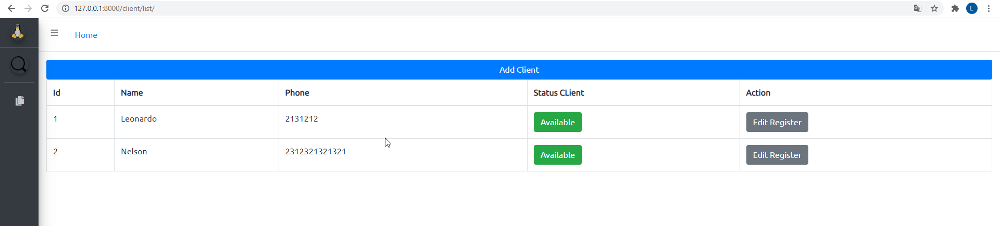 127.0.0.1:8000/client/list/
L
Home
Add Client
Id Name Phone Status CLient Action
1 Leonardo 2131212 Available Edit Register
2 Nelson 2312321321321 Available Edit Register